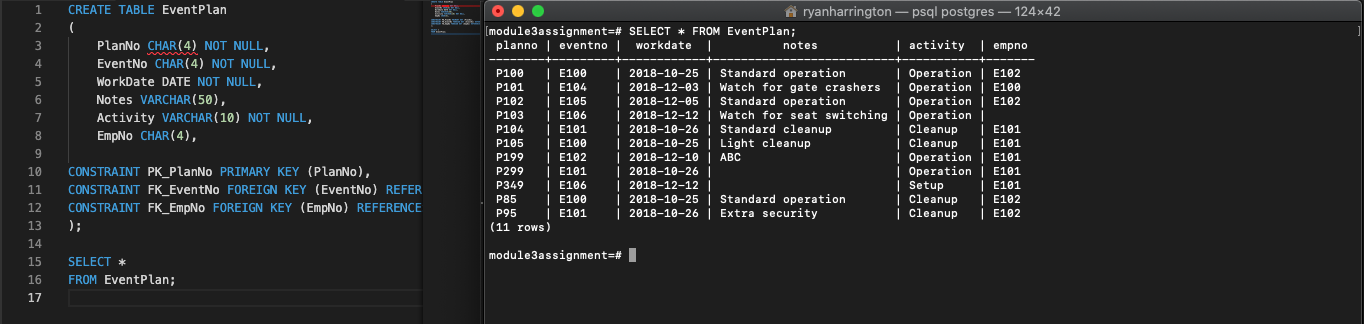 1 CREATE TABLE EventPlan
2 (
3 PlanNo CHAR(4) NOT NULL,
4 EventNo CHAR(4) NOT NULL,
5 WorkDate DATE NOT NULL,
6 Notes VARCHAR(50),
7 Activity VARCHAR(10) NOT NULL,
8 EmpNo CHAR(4),
9
10 CONSTRAINT PK_PlanNo PRIMARY KEY (PlanNo),
11 CONSTRAINT FK_EventNo FOREIGN KEY (EventNo) REFER
12 CONSTRAINT FK_EmpNo FOREIGN KEY (EmpNo) REFERENCE
13 );
14
15 SELECT *
16 FROM EventPlan;
17
ryanharrington — psql postgres — 124×42
[module3assignment=# SELECT * FROM EventPlan; ]
planno | eventno | workdate | notes | activity | empno
--------+---------+------------+--------------------------+-----------+-------
P100 | E100 | 2018-10-25 | Standard operation | Operation | E102
P101 | E104 | 2018-12-03 | Watch for gate crashers | Operation | E100
P102 | E105 | 2018-12-05 | Standard operation | Operation | E102
P103 | E106 | 2018-12-12 | Watch for seat switching | Operation |
P104 | E101 | 2018-10-26 | Standard cleanup | Cleanup | E101
P105 | E100 | 2018-10-25 | Light cleanup | Cleanup | E101
P199 | E102 | 2018-12-10 | ABC | Operation | E101
P299 | E101 | 2018-10-26 | | Operation | E101
P349 | E106 | 2018-12-12 | | Setup | E101
P85 | E100 | 2018-10-25 | Standard operation | Cleanup | E102
P95 | E101 | 2018-10-26 | Extra security | Cleanup | E102
(11 rows)
module3assignment=#